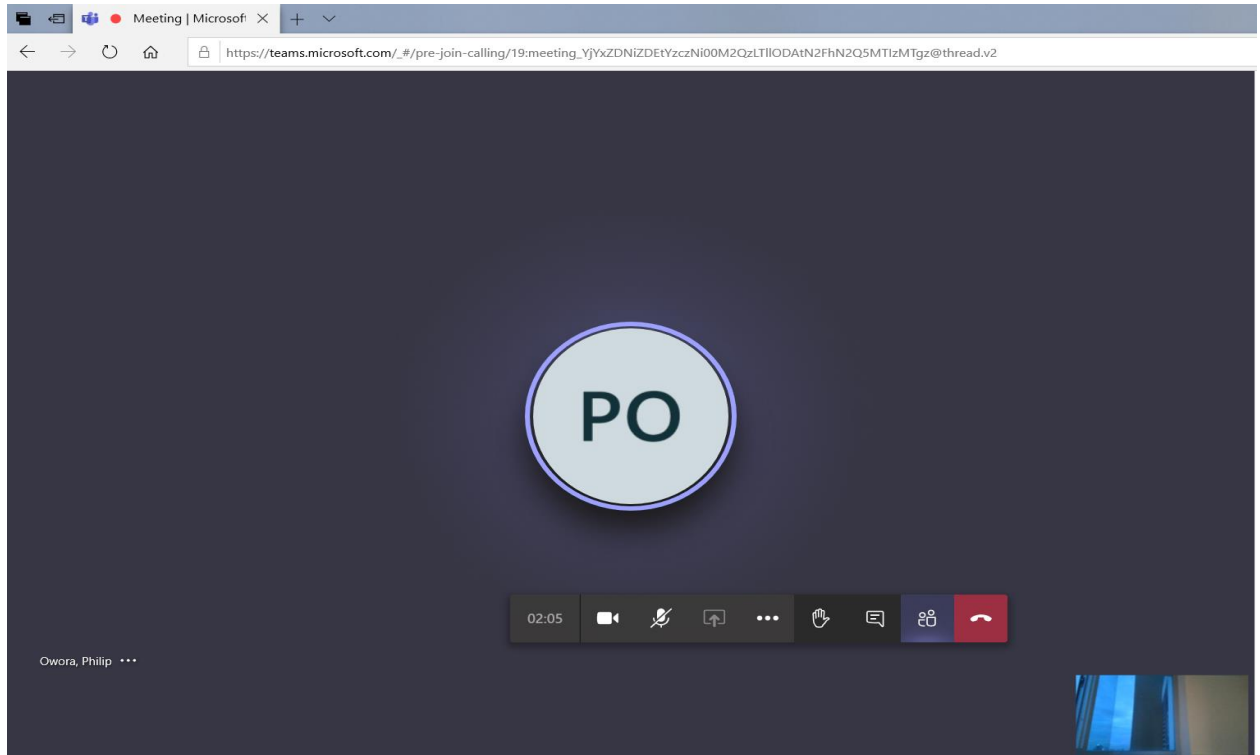 Meeting | Microsoft
https://teams.microsoft.com/_#/pre-join-calling/19:meeting_YjYxZDNiZDEtYzczNi00M2QzLTllODAtN2FhN2Q5MTIzMTgz@thread.v2
PO
02:05
Owora, Philip